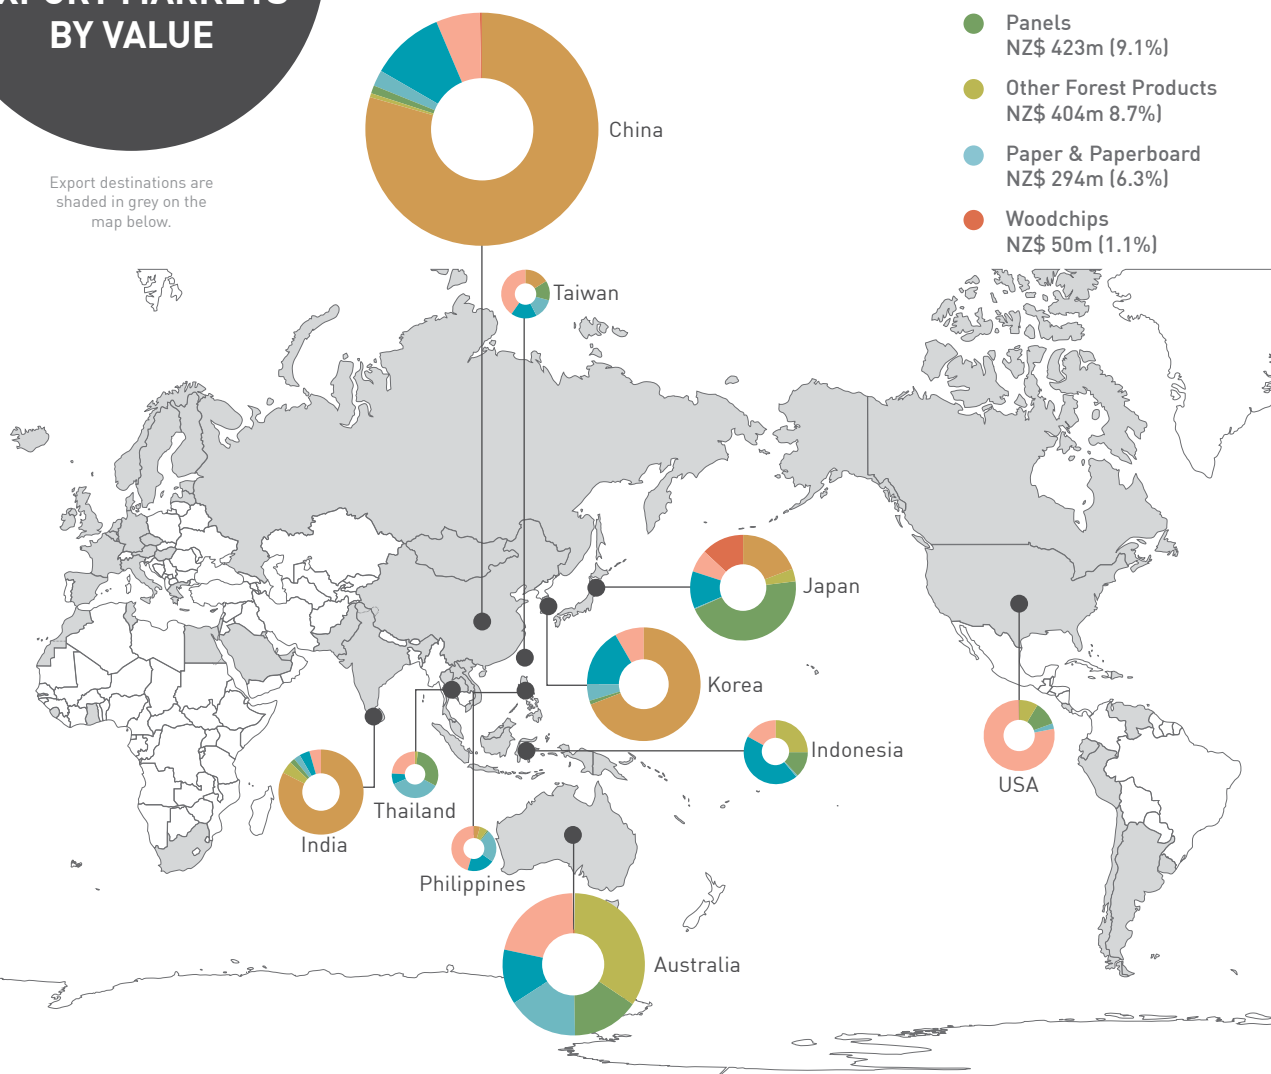 BY VALUE
Export destinations are
shaded in grey on the
map below.
Panels
NZ$ 423m (9.1%)
Other Forest Products
NZ$ 404m 8.7%)
Paper & Paperboard
NZ$ 294m (6.3%)
Woodchips
NZ$ 50m (1.1%)
China
Taiwan
Japan
Korea
Indonesia
USA
Thailand
India
Philippines
Australia